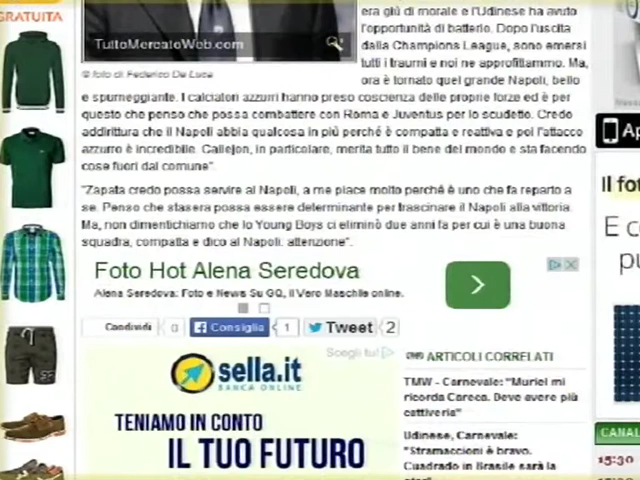 GRATUITA
TuttoMercatoWeb.com
© foto di Federico De Luca
era giù di morale e l'Udinese ha avuto
l'opportunità di batterlo. Dopo l'uscita
dalla Champions League, sono emersi
tutti i traumi e noi ne approfittammo. Ma,
ora è tornato quel grande Napoli, bello
e spumeggiante. I calciatori azzurri hanno preso coscienza delle proprie forze ed è per
questo che penso che possa combattere con Roma e Juventus per lo scudetto. Credo
addirittura che il Napoli abbia qualcosa in più perché è compatta e reattiva e poi l'attacco
azzurro è incredibile. Callejon, in particolare, merita tutto il bene del mondo e sta facendo
cose fuori dal comune".
"Zapata credo possa servire al Napoli, a me piace molto perché è uno che fa reparto a
se. Penso che stasera possa essere determinante per trascinare il Napoli alla vittoria.
Ma, non dimentichiamo che lo Young Boys ci eliminò due anni fa per cui è una buona
squadra, compatta e dico al Napoli: attenzione".
Foto Hot Alena Seredova
Alena Seredova: Foto e News Su GQ, il Vero Maschile online.
Condividi 0 Consiglia 1 Tweet 2
Scegli tu!
sella.it
BANCA ONLINE
TENIAMO IN CONTO
IL TUO FUTURO
ARTICOLI CORRELATI
TMW - Carnevale: "Muriel mi
ricorda Careca. Deve avere più
cattiveria"
Udinese, Carnevale:
"Stramaccioni è bravo.
Cuadrado in Brasile sarà la
star"
Ap
Il fo
E c
pu
CANAL
15:30